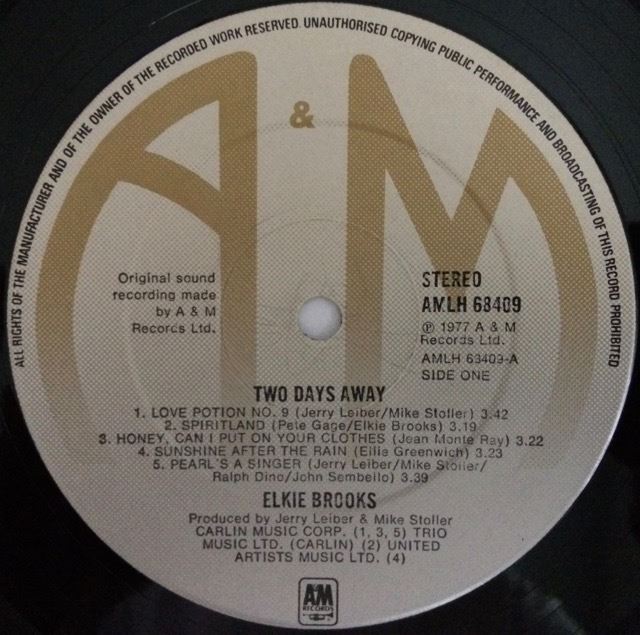 ALL RIGHTS OF THE MANUFACTURER AND OF THE OWNER OF THE RECORDED WORK RESERVED. UNAUTHORISED COPYING PUBLIC PERFORMANCE AND BROADCASTING OF THIS RECORD PROHIBITED
A & M
Original sound
recording made
by A & M
Records Ltd.
STEREO
AMLH 68409
℗ 1977 A & M
Records Ltd.
AMLH 63409-A
SIDE ONE
TWO DAYS AWAY
1. LOVE POTION NO. 9 (Jerry Leiber/Mike Stoller) 3.42
2. SPIRITLAND (Pete Gage/Elkie Brooks) 3.19
3. HONEY, CAN I PUT ON YOUR CLOTHES (Jean Monte Ray) 3.22
4. SUNSHINE AFTER THE RAIN (Ellie Greenwich) 3.23
5. PEARL'S A SINGER (Jerry Leiber/Mike Stoller/
Ralph Dino/John Sembello) 3.39
ELKIE BROOKS
Produced by Jerry Leiber & Mike Stoller
CARLIN MUSIC CORP. (1, 3, 5) TRIO
MUSIC LTD. (CARLIN) (2) UNITED
ARTISTS MUSIC LTD. (4)
A&M
RECORDS